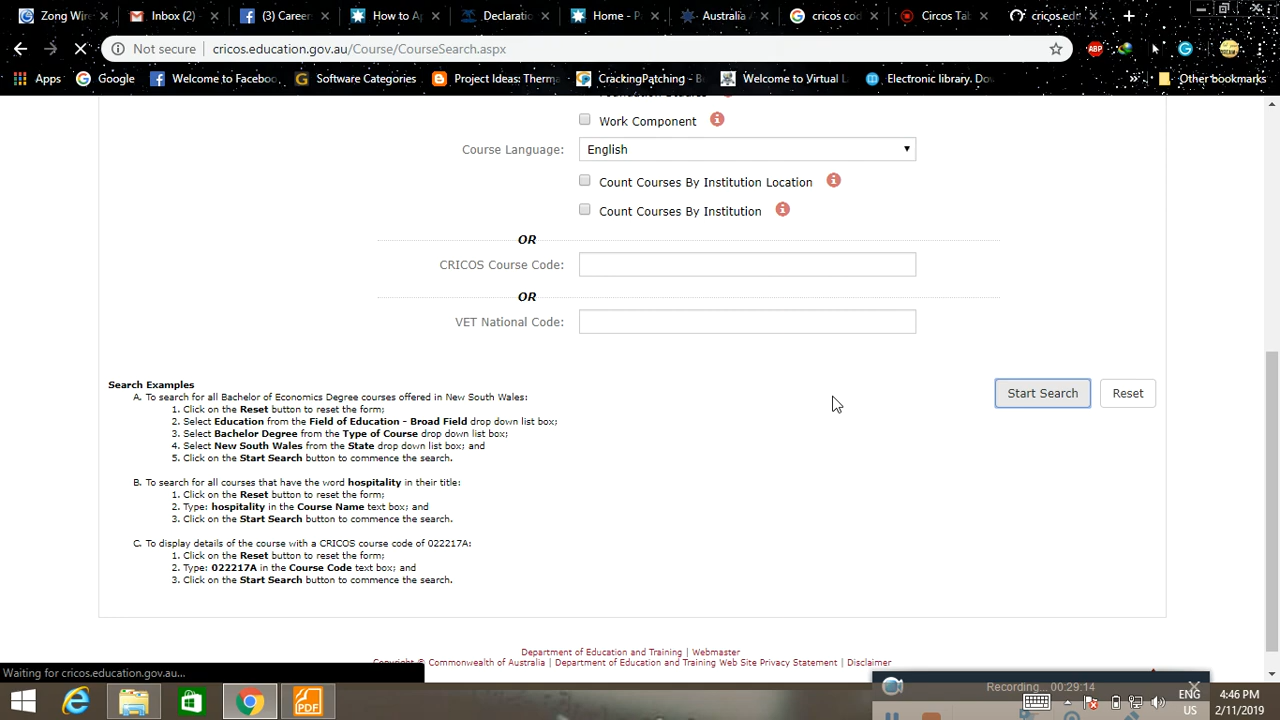 Zong Wire
Inbox (2)
(3) Career
How to Ap
Declaratio
Home - P
Australia
cricos cod
Circos Tab
cricos.edu
Not secure
cricos.education.gov.au/Course/CourseSearch.aspx
Apps
Google
Welcome to Faceboo
Software Categories
Project Ideas: Therma
CrackingPatching - B
Welcome to Virtual L
Electronic library. Do
Other bookmarks
Work Component
Course Language:
English
Count Courses By Institution Location
Count Courses By Institution
OR
CRICOS Course Code:
OR
VET National Code:
Start Search
Reset
Search Examples
A. To search for all Bachelor of Economics Degree courses offered in New South Wales:
1. Click on the Reset button to reset the form;
2. Select Education from the Field of Education - Broad Field drop down list box;
3. Select Bachelor Degree from the Type of Course drop down list box;
4. Select New South Wales from the State drop down list box; and
5. Click on the Start Search button to commence the search.
B. To search for all courses that have the word hospitality in their title:
1. Click on the Reset button to reset the form;
2. Type: hospitality in the Course Name text box; and
3. Click on the Start Search button to commence the search.
C. To display details of the course with a CRICOS course code of 022217A:
1. Click on the Reset button to reset the form;
2. Type: 022217A in the Course Code text box; and
3. Click on the Start Search button to commence the search.
Department of Education and Training | Webmaster
Copyright © Commonwealth of Australia | Department of Education and Training Web Site Privacy Statement | Disclaimer
Waiting for cricos.education.gov.au...
Recording... 00:29:14
PDF
ENG
US
4:46 PM
2/11/2019